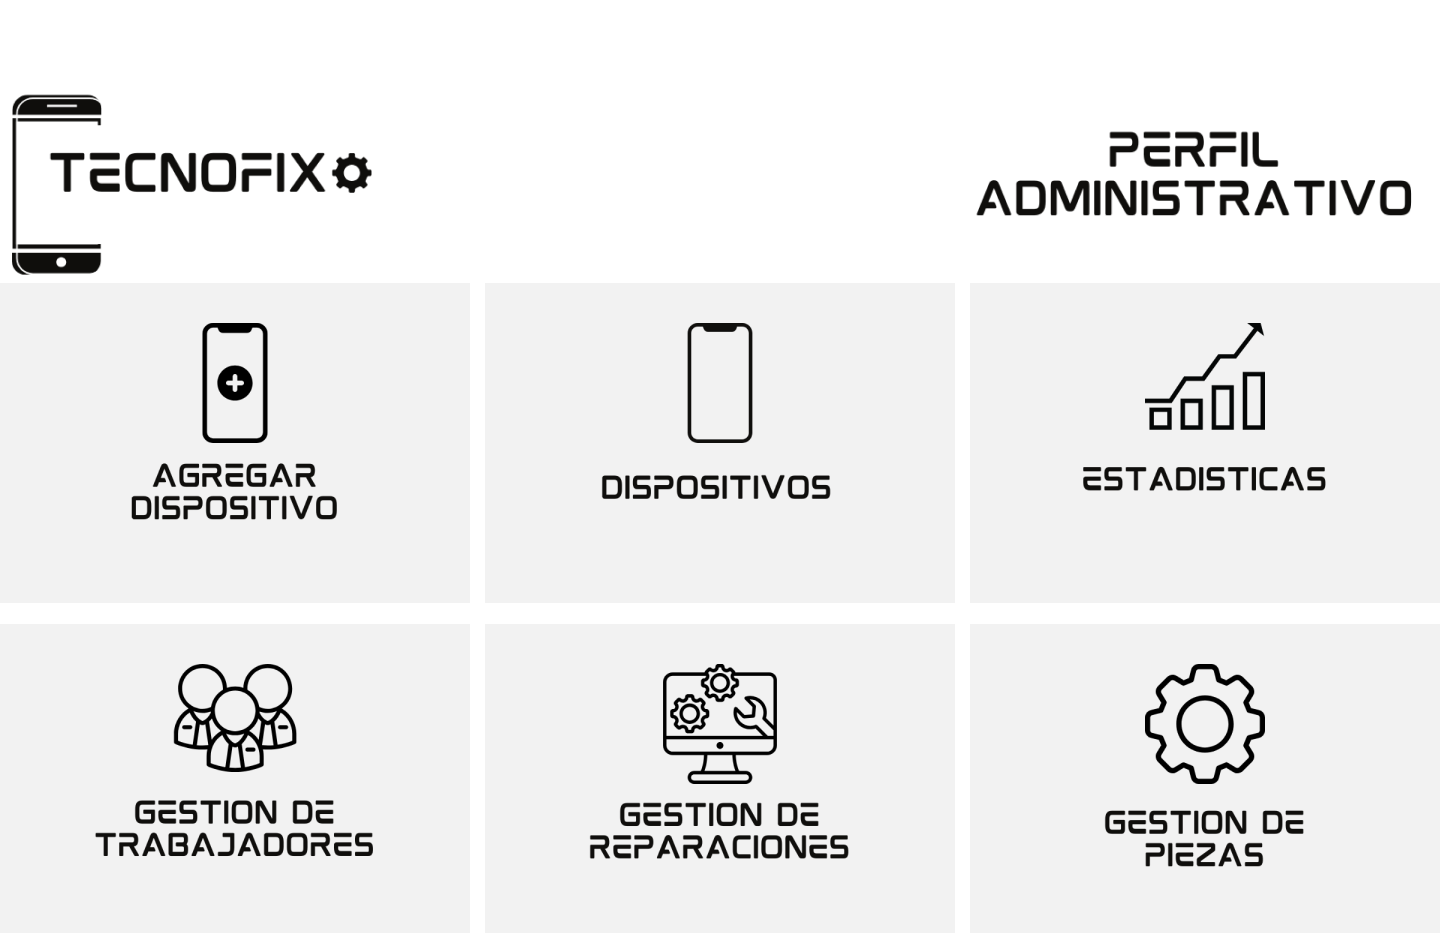 TECNOFIX
PERFIL
ADMINISTRATIVO
AGREGAR
DISPOSITIVO
DISPOSITIVOS
ESTADISTICAS
GESTION DE
TRABAJADORES
GESTION DE
REPARACIONES
GESTION DE
PIEZAS